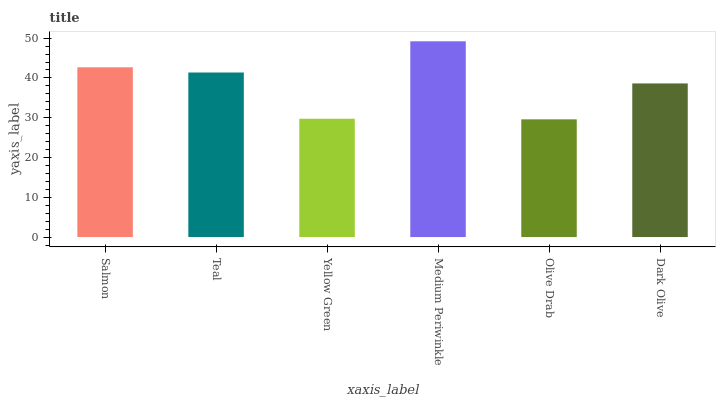 title
yaxis_label
50
40
30
20
10
0
Salmon
Teal
Yellow Green
Medium Periwinkle
Olive Drab
Dark Olive
xaxis_label